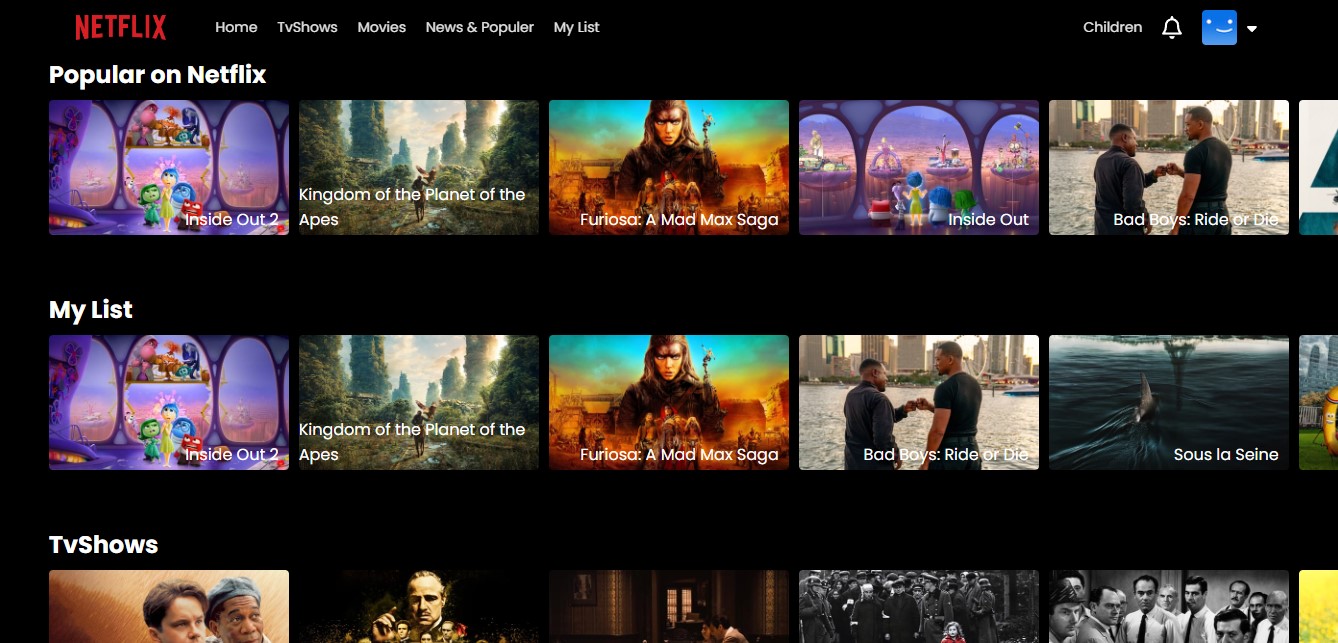 NETFLIX
Home
TvShows
Movies
News & Populer
My List
Children
Popular on Netflix
Inside Out 2
Kingdom of the Planet of the
Apes
Furiosa: A Mad Max Saga
Inside Out
Bad Boys: Ride or Die
My List
Inside Out 2
Kingdom of the Planet of the
Apes
Furiosa: A Mad Max Saga
Bad Boys: Ride or Die
Sous la Seine
TvShows